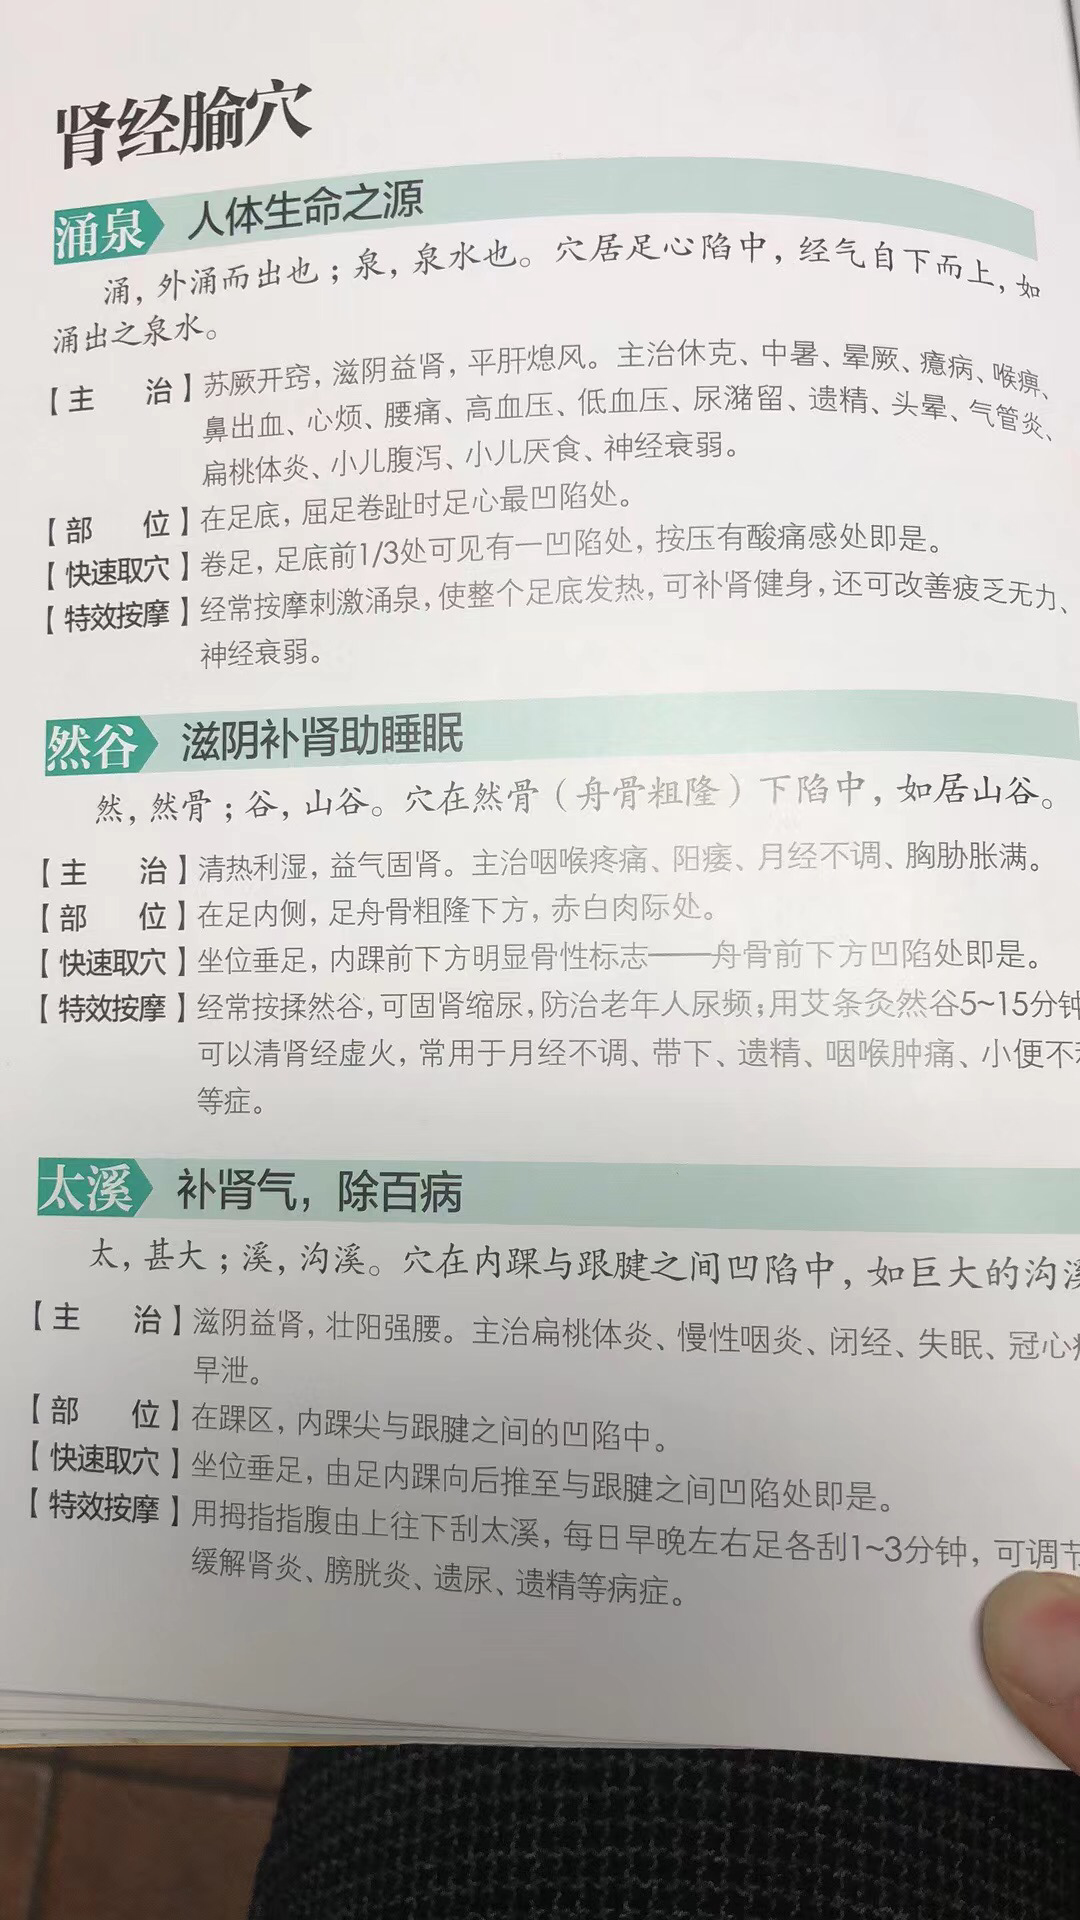 肾经腧穴
涌泉 人体生命之源
涌，外涌而出也；泉，泉水也。穴居足心陷中，经气自下而上，如
涌出之泉水。
【主 治】苏厥开窍，滋阴益肾，平肝熄风。主治休克、中暑、晕厥、癔病、喉痹、
鼻出血、心烦、腰痛、高血压、低血压、尿潴留、遗精、头晕、气管炎、
扁桃体炎、小儿腹泻、小儿厌食、神经衰弱。
【部 位】在足底，屈足卷趾时足心最凹陷处。
【快速取穴】卷足，足底前1/3处可见有一凹陷处，按压有酸痛感处即是。
【特效按摩】经常按摩刺激涌泉，使整个足底发热，可补肾健身，还可改善疲乏无力、
神经衰弱。
然谷 滋阴补肾助睡眠
然，然骨；谷，山谷。穴在然骨（舟骨粗隆）下陷中，如居山谷。
【主 治】清热利湿，益气固肾。主治咽喉疼痛、阳痿、月经不调、胸胁胀满。
【部 位】在足内侧，足舟骨粗隆下方，赤白肉际处。
【快速取穴】坐位垂足，内踝前下方明显骨性标志——舟骨前下方凹陷处即是。
【特效按摩】经常按揉然谷，可固肾缩尿，防治老年人尿频；用艾条灸然谷5~15分钟
可以清肾经虚火，常用于月经不调、带下、遗精、咽喉肿痛、小便不
等症。
太溪 补肾气，除百病
太，甚大；溪，沟溪。穴在内踝与跟腱之间凹陷中，如巨大的沟溪
【主 治】滋阴益肾，壮阳强腰。主治扁桃体炎、慢性咽炎、闭经、失眠、冠心
早泄。
【部 位】在踝区，内踝尖与跟腱之间的凹陷中。
【快速取穴】坐位垂足，由足内踝向后推至与跟腱之间凹陷处即是。
【特效按摩】用拇指指腹由上往下刮太溪，每日早晚左右足各刮1~3分钟，可调节
缓解肾炎、膀胱炎、遗尿、遗精等病症。